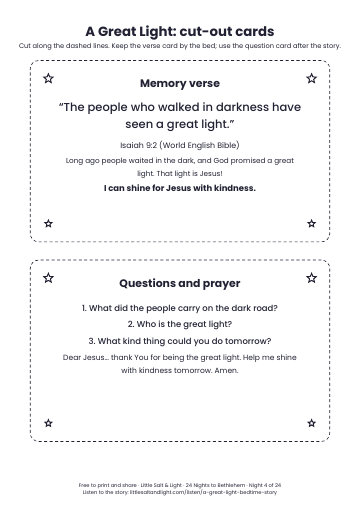 A Great Light: cut-out cards
Cut along the dashed lines. Keep the verse card by the bed; use the question card after the story.
Memory verse
“The people who walked in darkness have
seen a great light.”
Isaiah 9:2 (World English Bible)
Long ago people waited in the dark, and God promised a great
light. That light is Jesus!
I can shine for Jesus with kindness.
Questions and prayer
1. What did the people carry on the dark road?
2. Who is the great light?
3. What kind thing could you do tomorrow?
Dear Jesus... thank You for being the great light. Help me shine
with kindness tomorrow. Amen.
Free to print and share · Little Salt & Light · 24 Nights to Bethlehem · Night 4 of 24
Listen to the story: littlesaltandlight.com/listen/a-great-light-bedtime-story